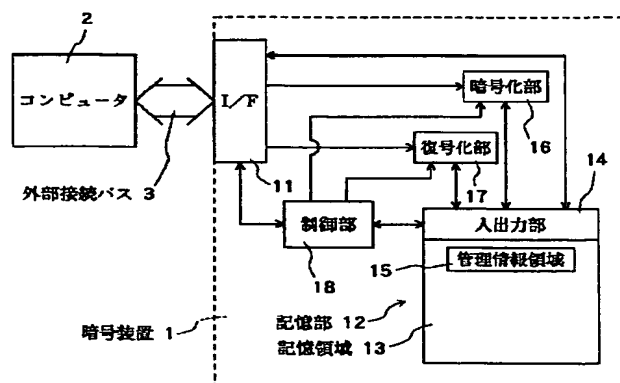 2
コンピュータ
I/F
外部接続バス 3
11
暗号化部
16
復号化部
17
14
制御部
18
入出力部
15
管理情報領域
暗号装置 1
記憶部 12
記憶領域 13